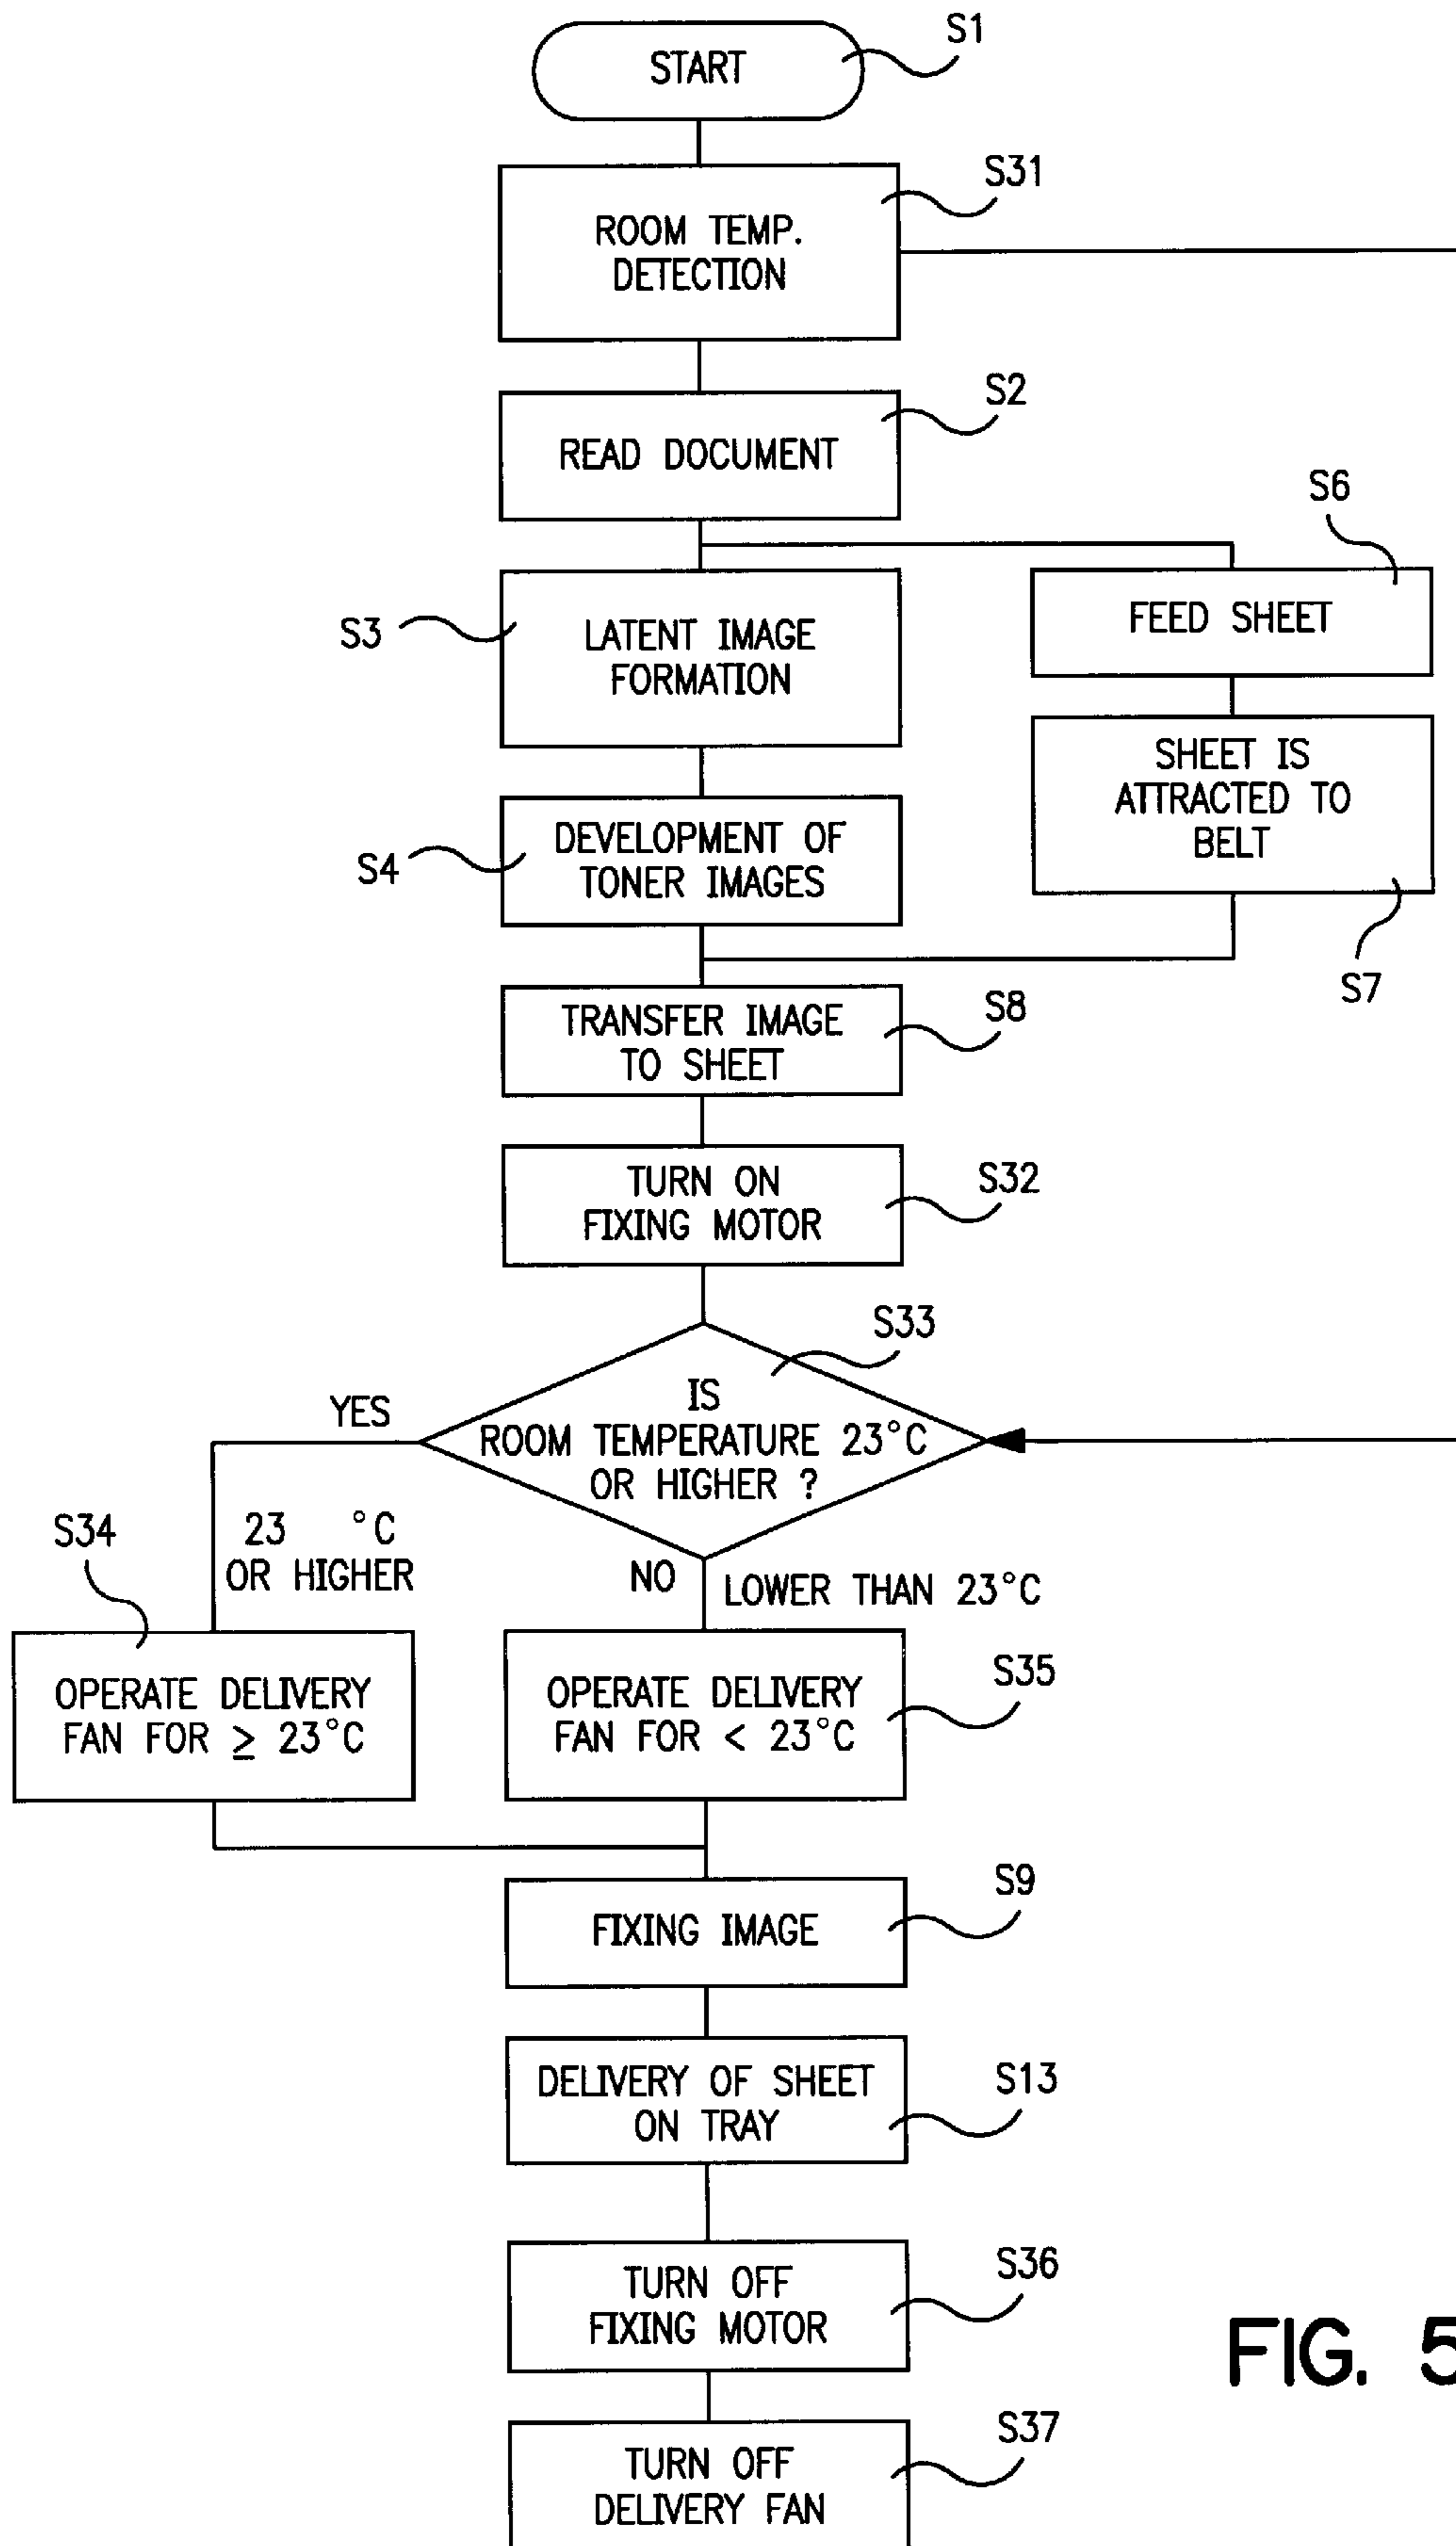 START
S1
ROOM TEMP.
DETECTION
S31
READ DOCUMENT
S2
S6
FEED SHEET
S3
LATENT IMAGE
FORMATION
SHEET IS
ATTRACTED TO
BELT
S7
S4
DEVELOPMENT OF
TONER IMAGES
TRANSFER IMAGE
TO SHEET
S8
TURN ON
FIXING MOTOR
S32
S33
IS
ROOM TEMPERATURE 23°C
OR HIGHER ?
YES
23 °C
OR HIGHER
NO
LOWER THAN 23°C
S34
OPERATE DELIVERY
FAN FOR ≥ 23°C
OPERATE DELIVERY
FAN FOR < 23°C
S35
FIXING IMAGE
S9
DELIVERY OF SHEET
ON TRAY
S13
TURN OFF
FIXING MOTOR
S36
FIG. 5
TURN OFF
DELIVERY FAN
S37